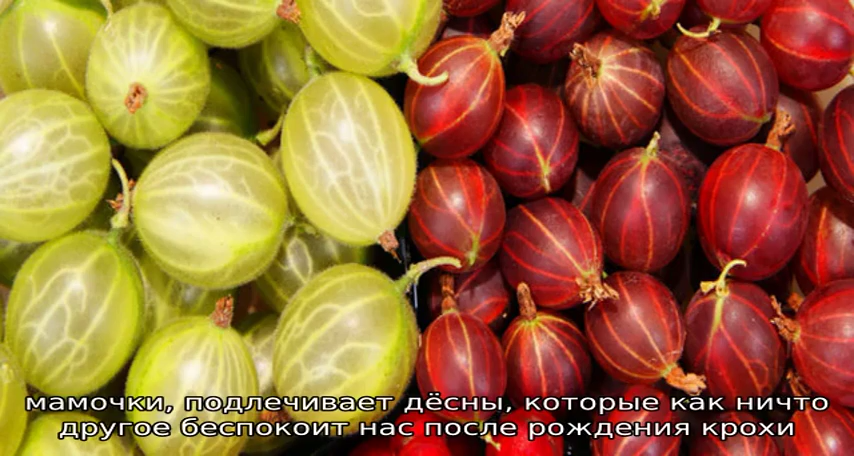 мамочки, подлечивает дёсны, которые как ничто
другое беспокоит нас после рождения крохи